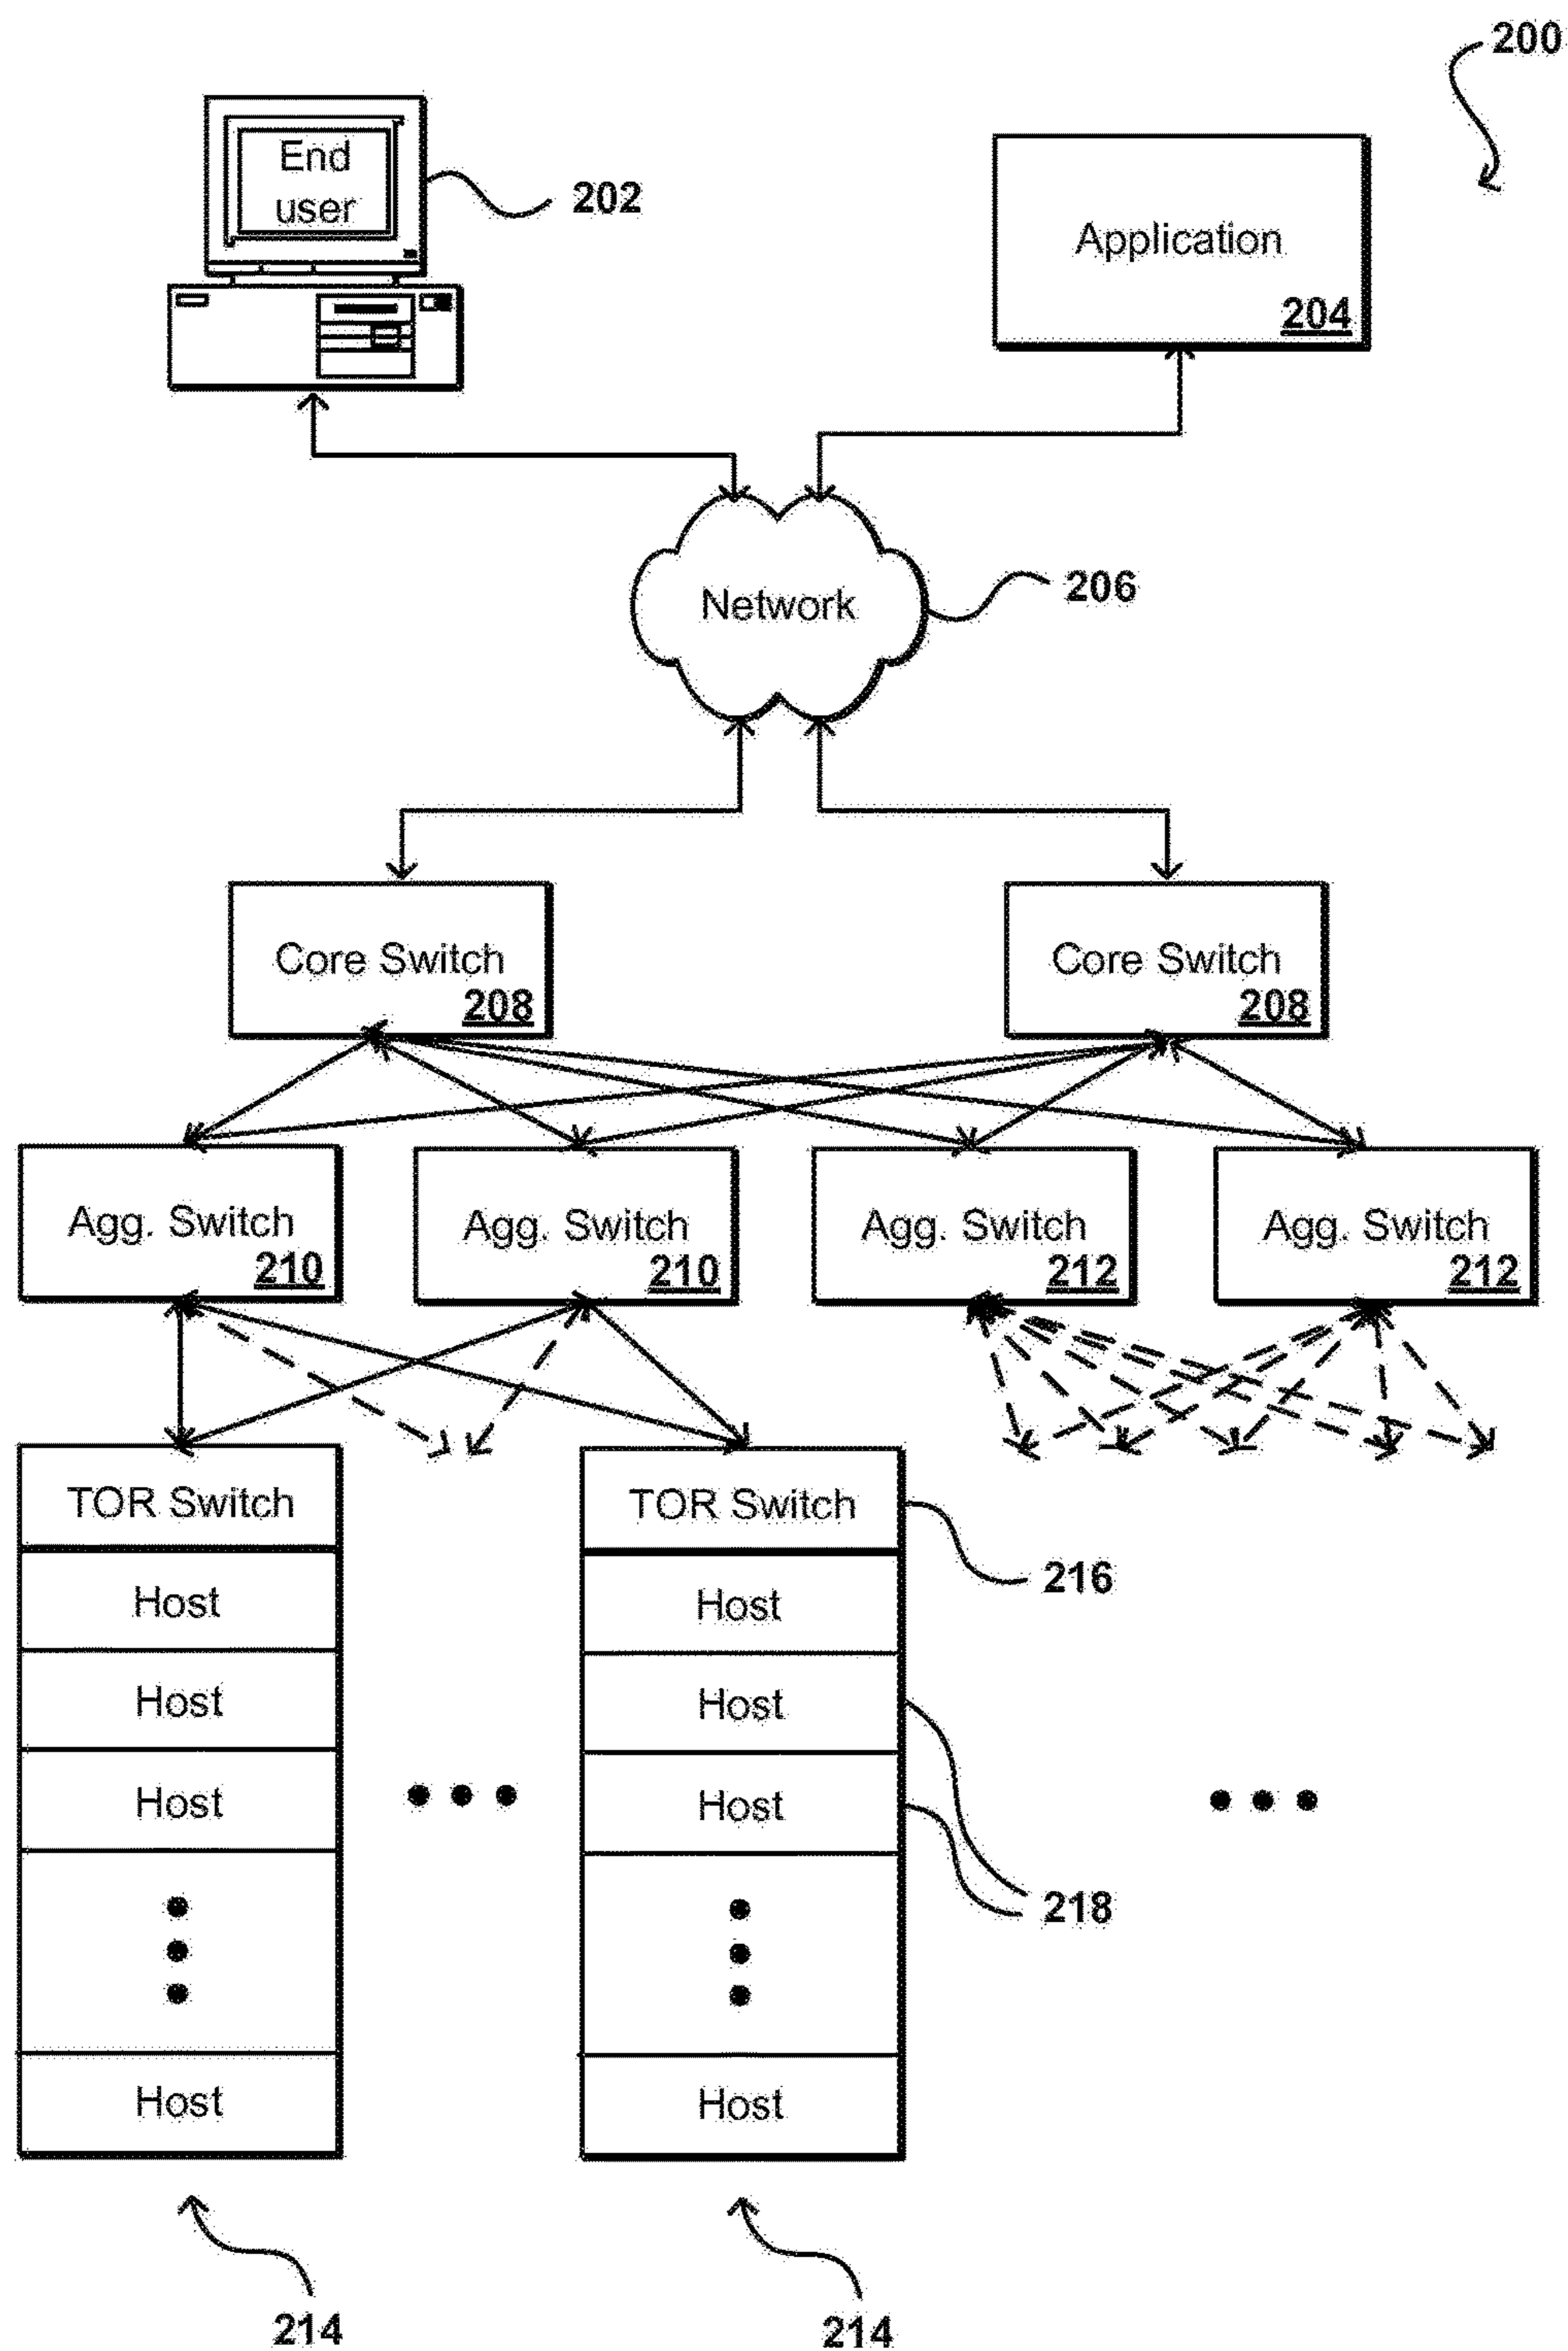 200
End
user
202
Application
204
Network
206
Core Switch
208
Core Switch
208
Agg. Switch
210
Agg. Switch
210
Agg. Switch
212
Agg. Switch
212
TOR Switch
TOR Switch
216
Host
Host
Host
Host
Host
Host
218
Host
Host
214
214